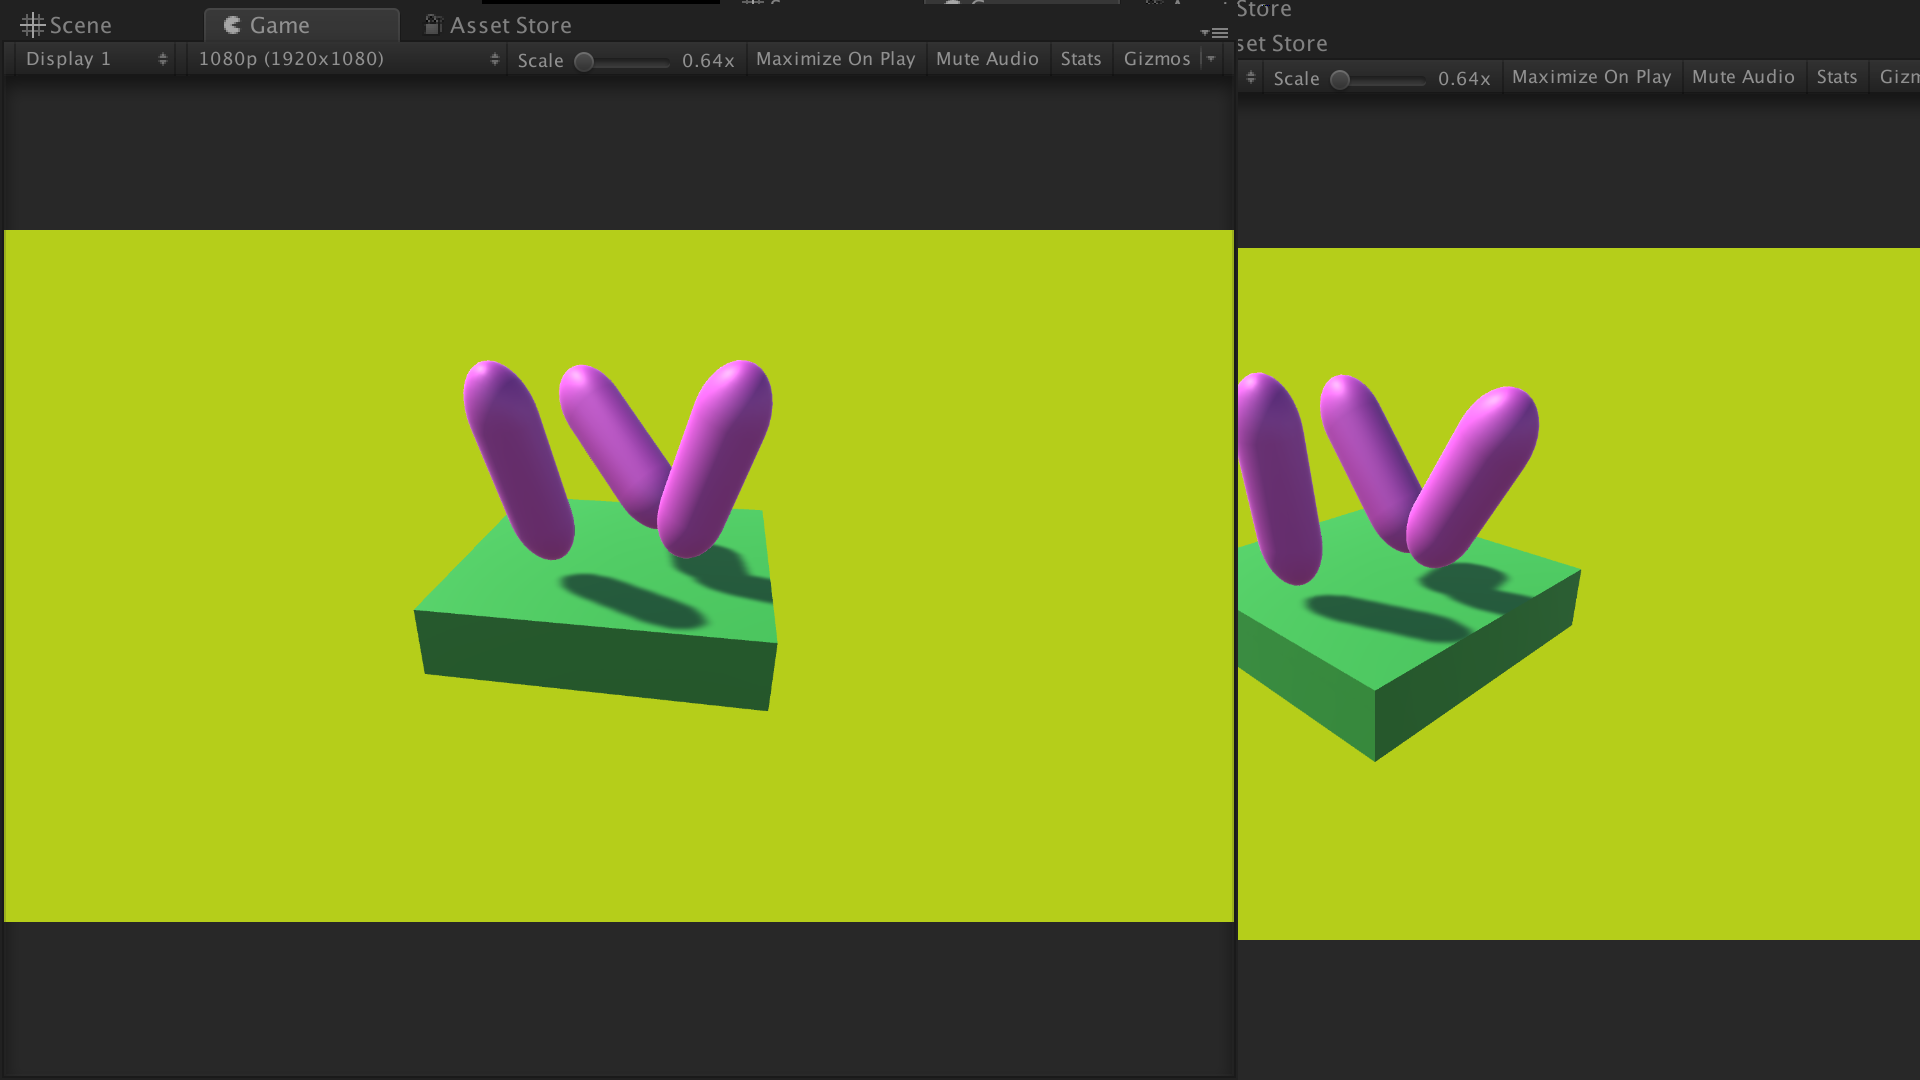 Scene Game Asset Store
Display 1 1080p (1920x1080) Scale 0.64x Maximize On Play Mute Audio Stats Gizmos
Store
set Store
Scale 0.64x Maximize On Play Mute Audio Stats Gizm